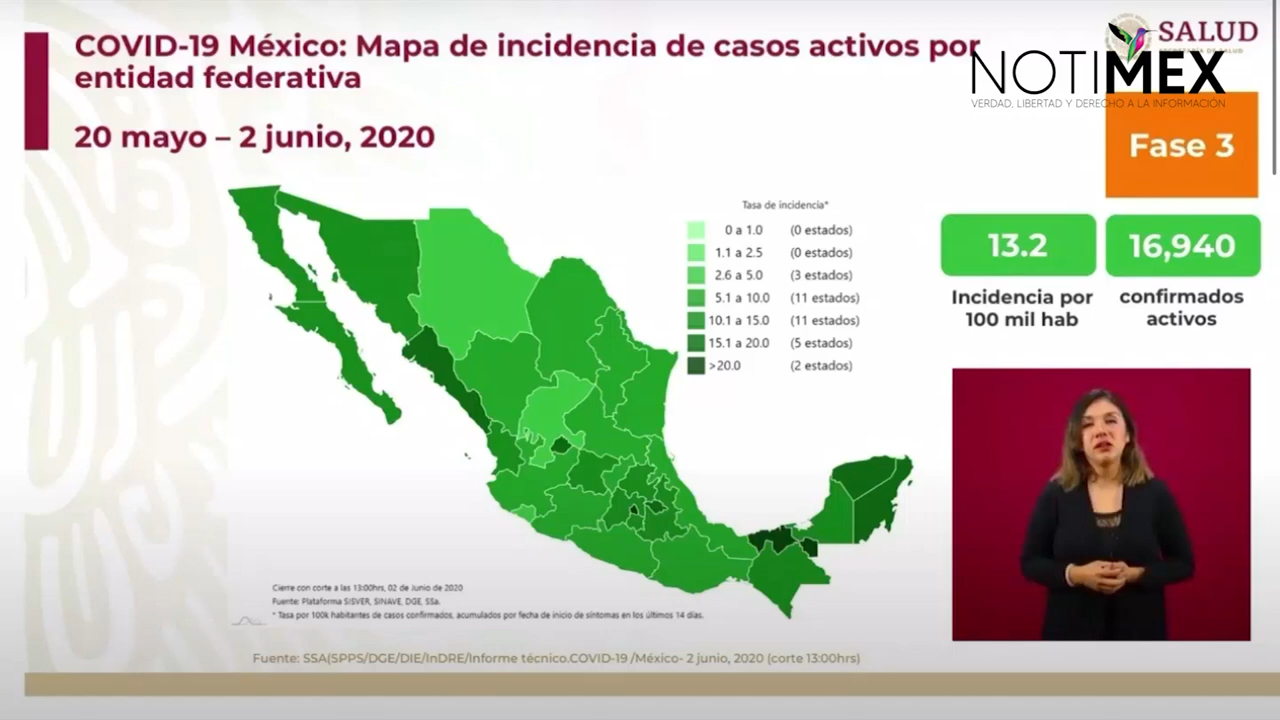 COVID-19 México: Mapa de incidencia de casos activos por
entidad federativa
20 mayo – 2 junio, 2020
SALUD
NOTIMEX
VERDAD, LIBERTAD Y DERECHO A LA INFORMACIÓN
Fase 3
13.2
Incidencia por
100 mil hab
16,940
confirmados
activos
Tasa de incidencia*
0 a 1.0 (0 estados)
1.1 a 2.5 (0 estados)
2.6 a 5.0 (3 estados)
5.1 a 10.0 (11 estados)
10.1 a 15.0 (11 estados)
15.1 a 20.0 (5 estados)
>20.0 (2 estados)
Cierre con corte a las 13:00hrs, 02 de Junio de 2020
Fuente: Plataforma SISVER, SINAVE, DGE, SSa.
* Tasa por 100k habitantes de casos confirmados, acumulados por fecha de inicio de síntomas en los últimos 14 días.
Fuente: SSA(SPPS/DGE/DIE/InDRE/Informe técnico.COVID-19 /México- 2 junio, 2020 (corte 13:00hrs)